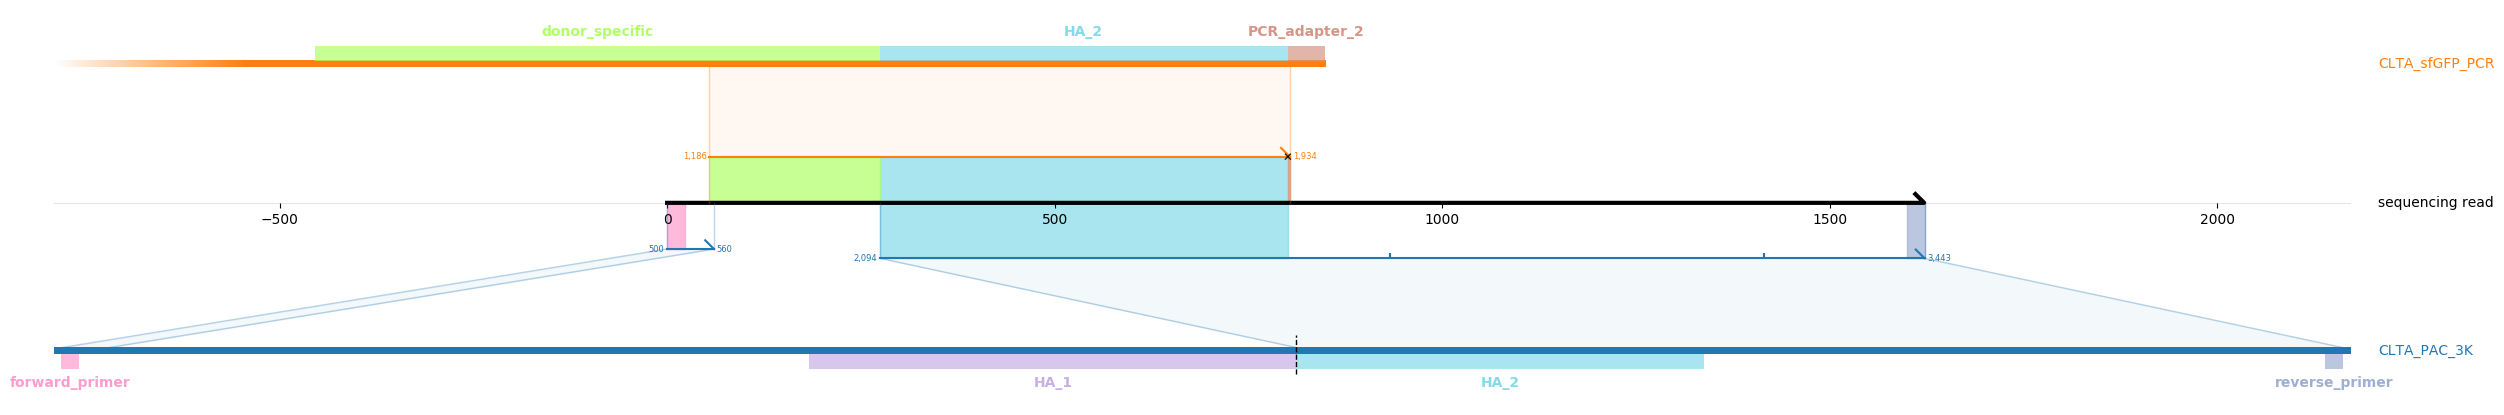 donor_specific HA_2 PCR_adapter_2
CLTA_sfGFP_PCR
1,186 1,934
sequencing read
−500 0 500 1000 1500 2000
500 560
2,094 3,443
CLTA_PAC_3K
forward_primer HA_1 HA_2 reverse_primer